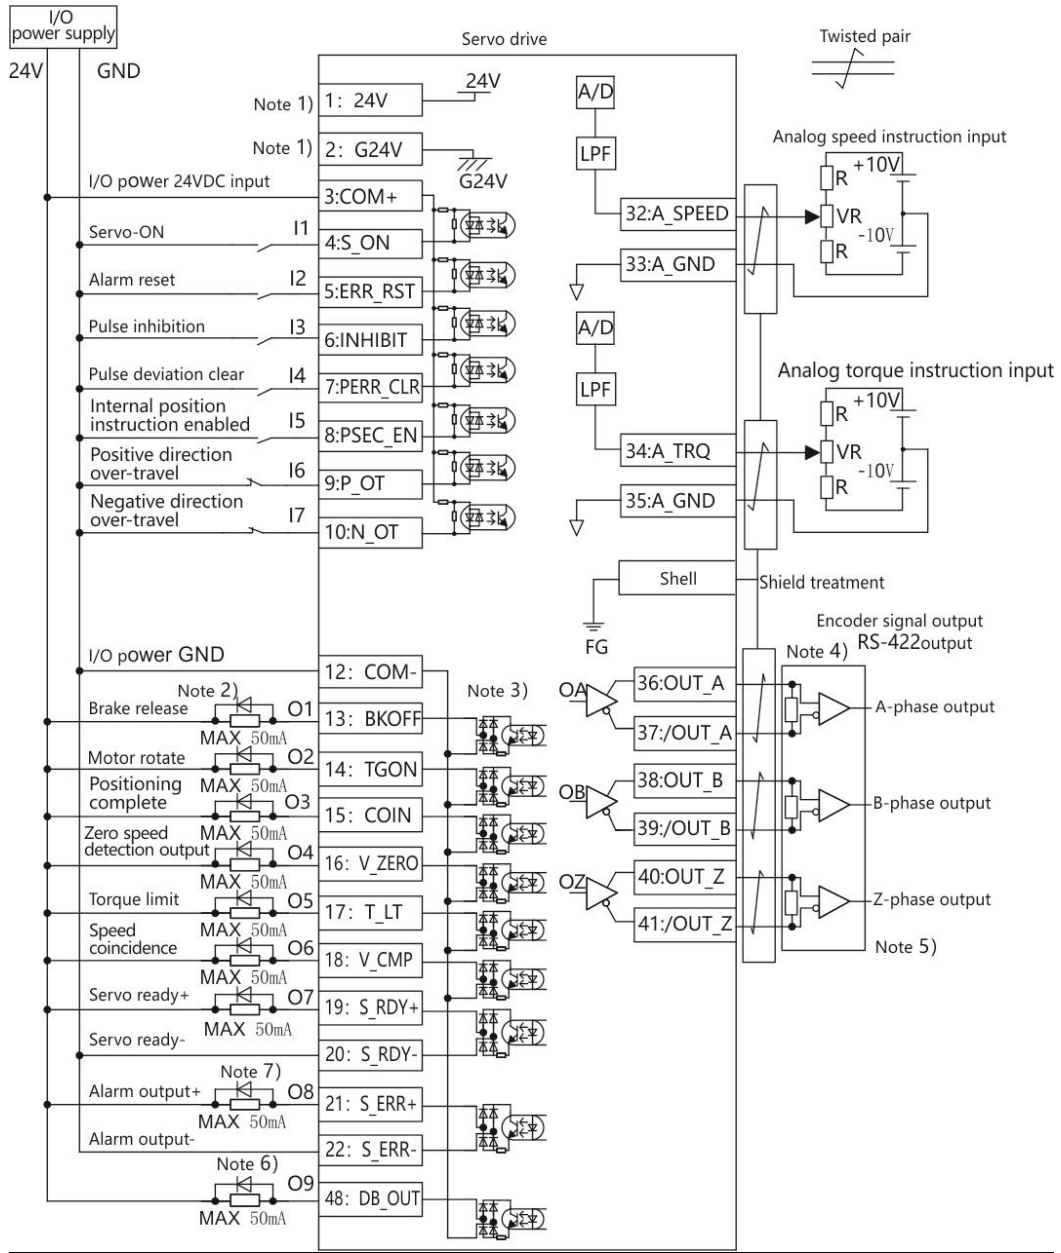 I/O
power supply
24V
GND
Servo drive
Twisted pair
Note 1)
1: 24V
24V
Note 1)
2: G24V
G24V
I/O power 24VDC input
3:COM+
Servo-ON
I1
4:S_ON
Alarm reset
I2
5:ERR_RST
Pulse inhibition
I3
6:INHIBIT
Pulse deviation clear
I4
7:PERR_CLR
Internal position
instruction enabled
I5
8:PSEC_EN
Positive direction
over-travel
I6
9:P_OT
Negative direction
over-travel
I7
10:N_OT
A/D
LPF
32:A_SPEED
33:A_GND
Analog speed instruction input
R
+10V
VR
-10V
R
A/D
LPF
34:A_TRQ
35:A_GND
Analog torque instruction input
R
+10V
VR
-10V
R
Shell
Shield treatment
FG
I/O power GND
12: COM-
Note 2)
Brake release
O1
MAX 50mA
13: BKOFF
Note 3)
Motor rotate
O2
MAX 50mA
14: TGON
Positioning
complete
O3
MAX 50mA
15: COIN
Zero speed
detection output
O4
MAX 50mA
16: V_ZERO
Torque limit
O5
MAX 50mA
17: T_LT
Speed
coincidence
O6
MAX 50mA
18: V_CMP
Servo ready+
O7
MAX 50mA
19: S_RDY+
Servo ready-
20: S_RDY-
Note 7)
Alarm output+
O8
MAX 50mA
21: S_ERR+
Alarm output-
22: S_ERR-
Note 6)
O9
MAX 50mA
48: DB_OUT
Encoder signal output
RS-422output
Note 4)
OA
36:OUT_A
37:/OUT_A
A-phase output
OB
38:OUT_B
39:/OUT_B
B-phase output
OZ
40:OUT_Z
41:/OUT_Z
Z-phase output
Note 5)